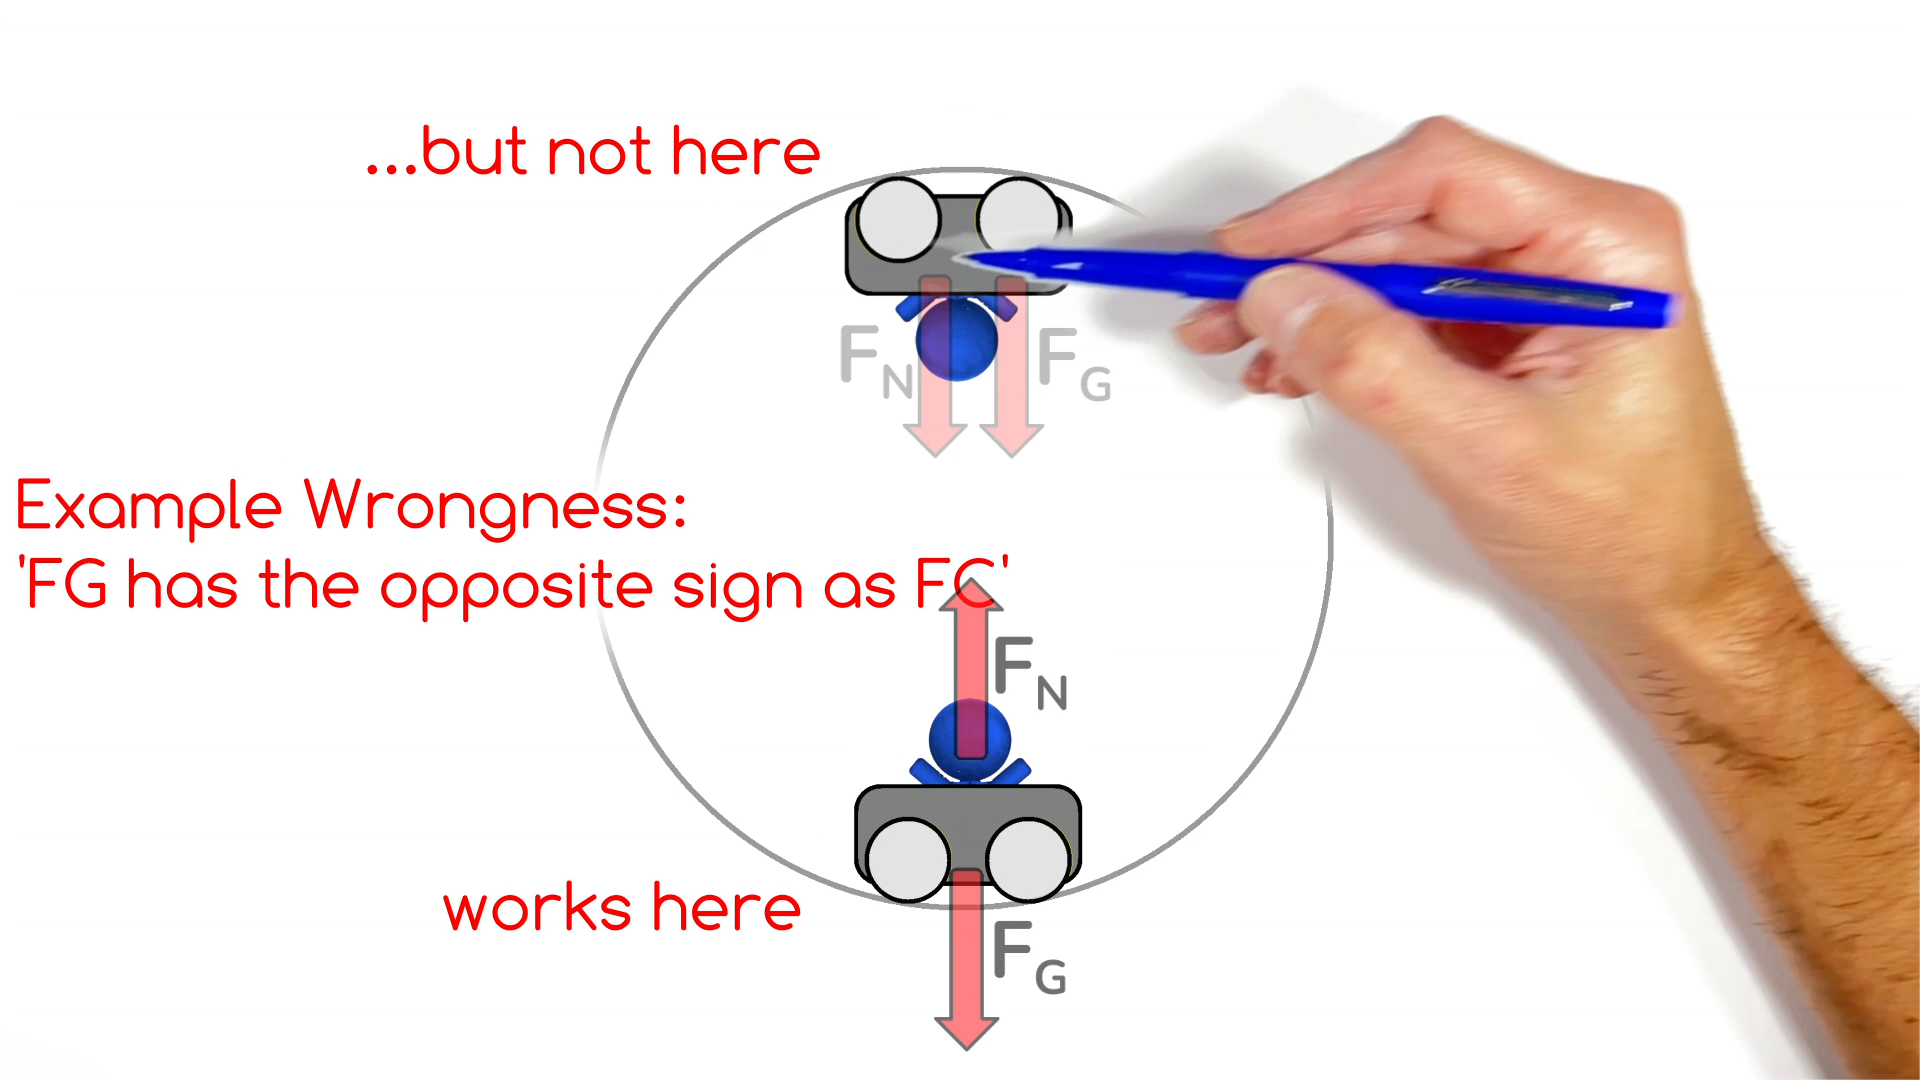 ...but not here
FN
FG
Example Wrongness:
'FG has the opposite sign as FC'
FN
works here
FG